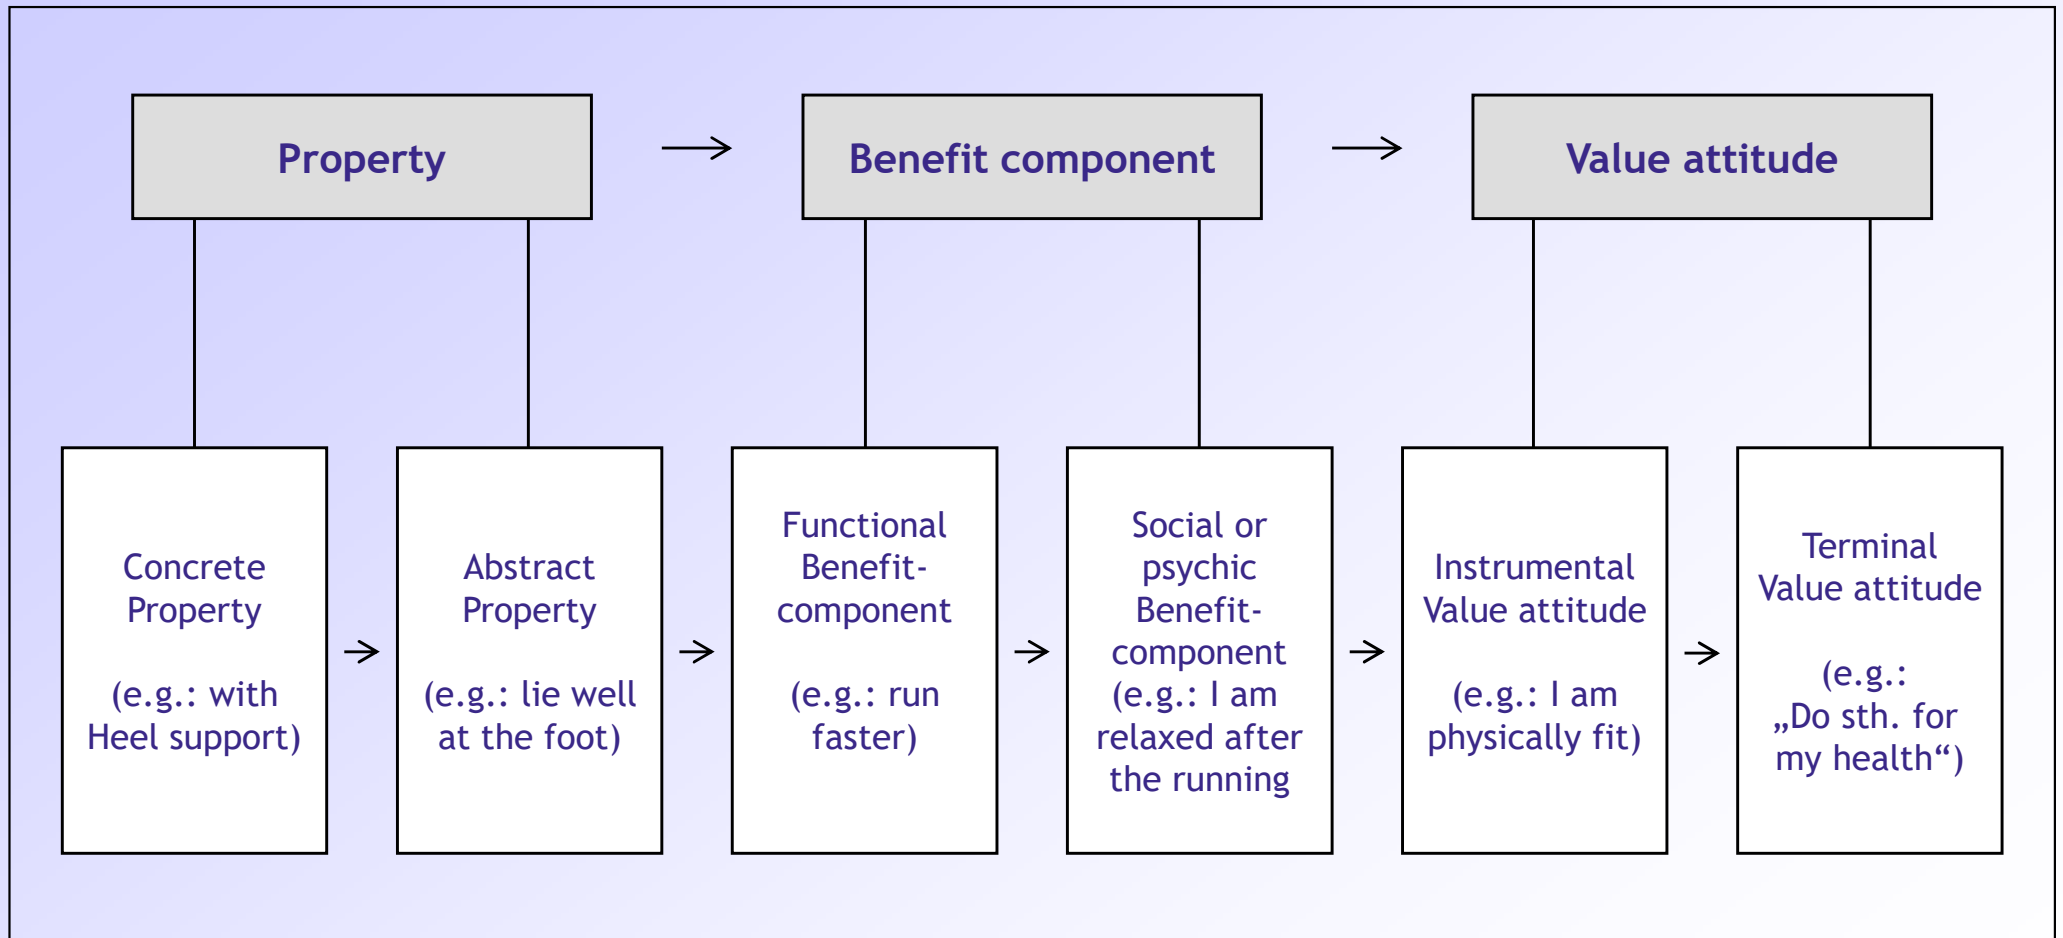 Property
Benefit component
Value attitude
Concrete
Property
(e.g.: with
Heel support)
Abstract
Property
(e.g.: lie well
at the foot)
Functional
Benefit-
component
(e.g.: run
faster)
Social or
psychic
Benefit-
component
(e.g.: I am
relaxed after
the running
Instrumental
Value attitude
(e.g.: I am
physically fit)
Terminal
Value attitude
(e.g.:
„Do sth. for
my health“)